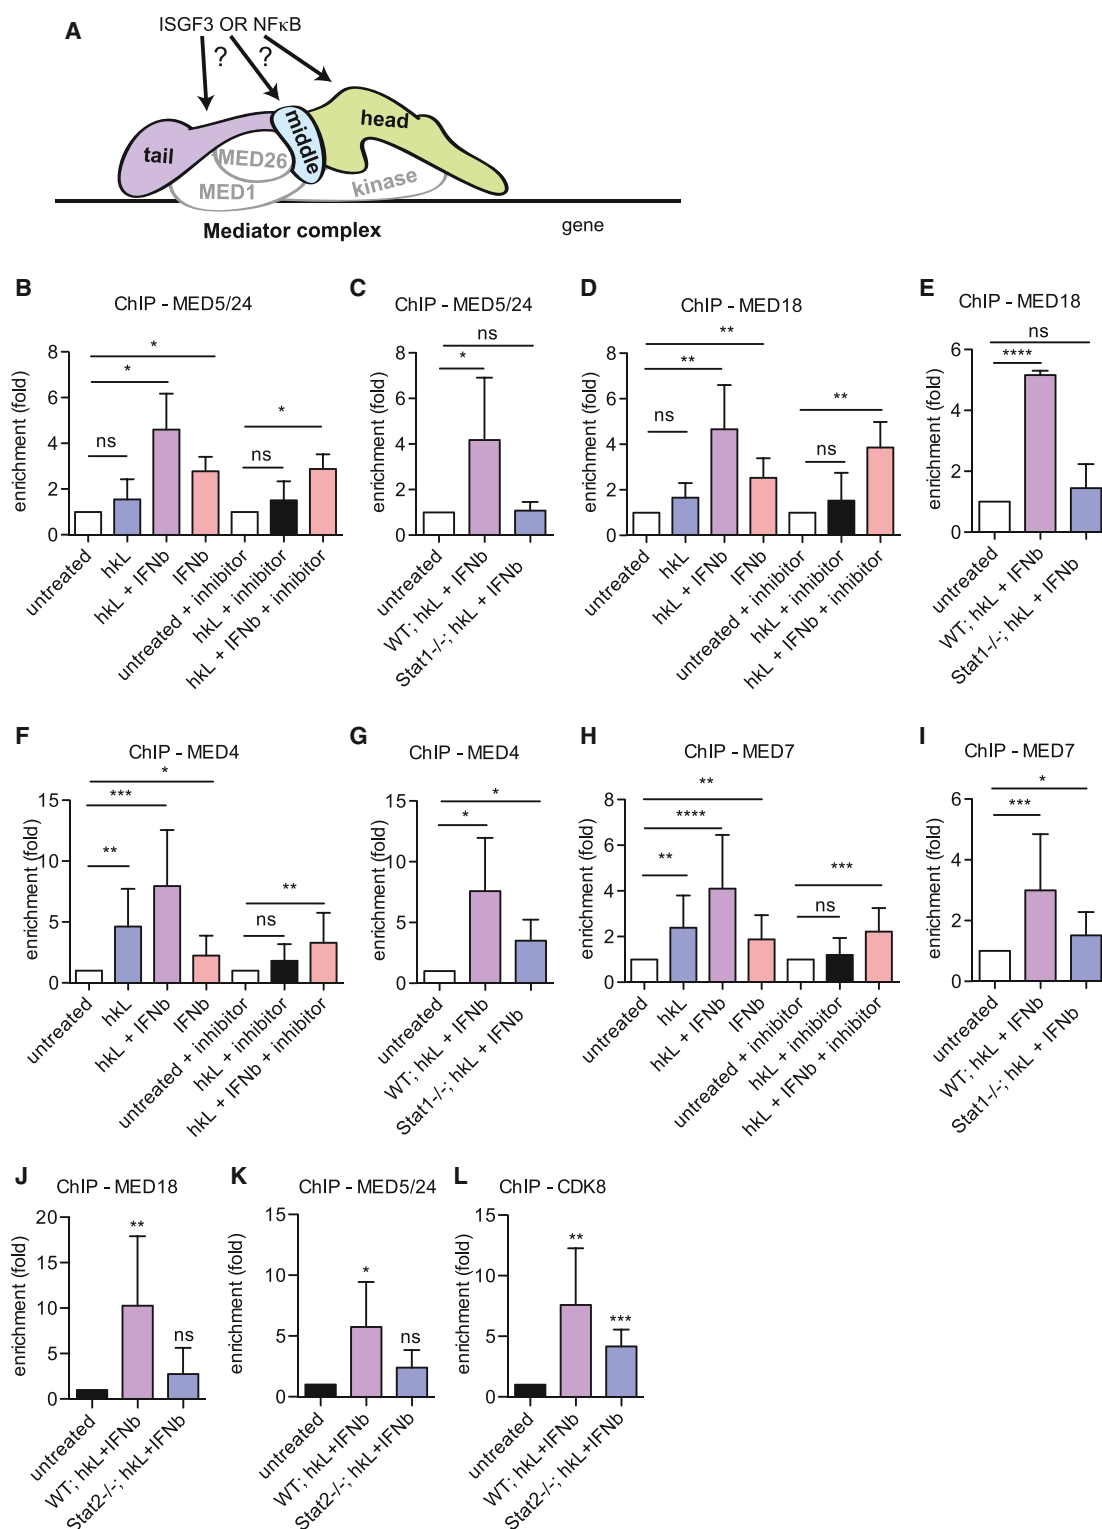 A
ISGF3 OR NFκB
? ?
tail
middle
head
MED26
MED1
kinase
Mediator complex
gene
B
ChIP - MED5/24
enrichment (fold)
8
6
4
2
0
*
*
ns
*
ns
untreated
hkL
hkL + IFNb
IFNb
untreated + inhibitor
hkL + inhibitor
hkL + IFNb + inhibitor
C
ChIP - MED5/24
enrichment (fold)
8
6
4
2
0
ns
*
untreated
WT; hkL + IFNb
Stat1-/-; hkL + IFNb
D
ChIP - MED18
enrichment (fold)
8
6
4
2
0
**
**
ns
**
ns
untreated
hkL
hkL + IFNb
IFNb
untreated + inhibitor
hkL + inhibitor
hkL + IFNb + inhibitor
E
ChIP - MED18
enrichment (fold)
6
4
2
0
ns
****
untreated
WT; hkL + IFNb
Stat1-/-; hkL + IFNb
F
ChIP - MED4
enrichment (fold)
15
10
5
0
*
***
**
**
ns
untreated
hkL
hkL + IFNb
IFNb
untreated + inhibitor
hkL + inhibitor
hkL + IFNb + inhibitor
G
ChIP - MED4
enrichment (fold)
15
10
5
0
*
*
untreated
WT; hkL + IFNb
Stat1-/-; hkL + IFNb
H
ChIP - MED7
enrichment (fold)
8
6
4
2
0
**
****
**
***
ns
untreated
hkL
hkL + IFNb
IFNb
untreated + inhibitor
hkL + inhibitor
hkL + IFNb + inhibitor
I
ChIP - MED7
enrichment (fold)
6
4
2
0
*
***
untreated
WT; hkL + IFNb
Stat1-/-; hkL + IFNb
J
ChIP - MED18
enrichment (fold)
20
15
10
5
0
**
ns
untreated
WT; hkL+IFNb
Stat2-/-; hkL+IFNb
K
ChIP - MED5/24
enrichment (fold)
15
10
5
0
*
ns
untreated
WT; hkL+IFNb
Stat2-/-; hkL+IFNb
L
ChIP - CDK8
enrichment (fold)
15
10
5
0
**
***
untreated
WT; hkL+IFNb
Stat2-/-; hkL+IFNb